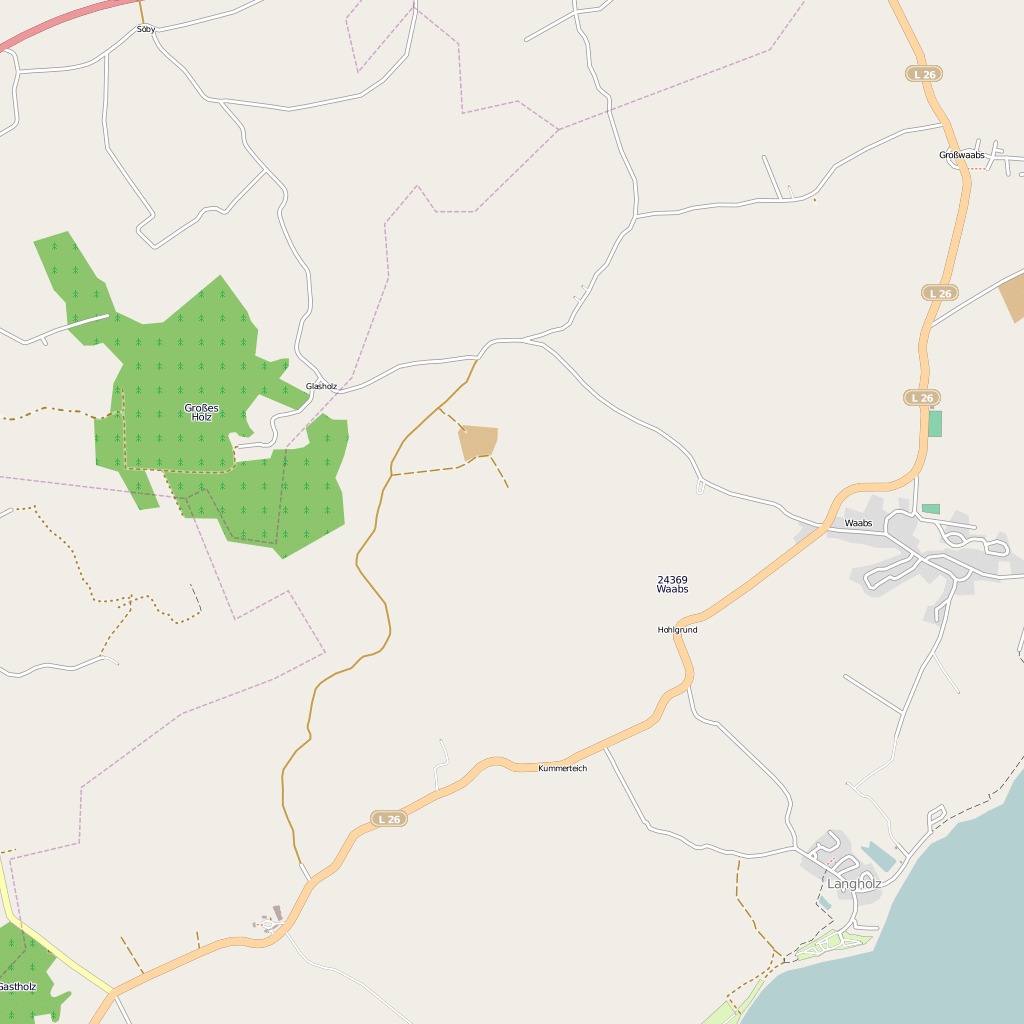 Söby
L 26
Großwaabs
L 26
Glasholz
L 26
Großes
Holz
Waabs
24369
Waabs
Hohlgrund
Kummerteich
L 26
Langholz
Gastholz